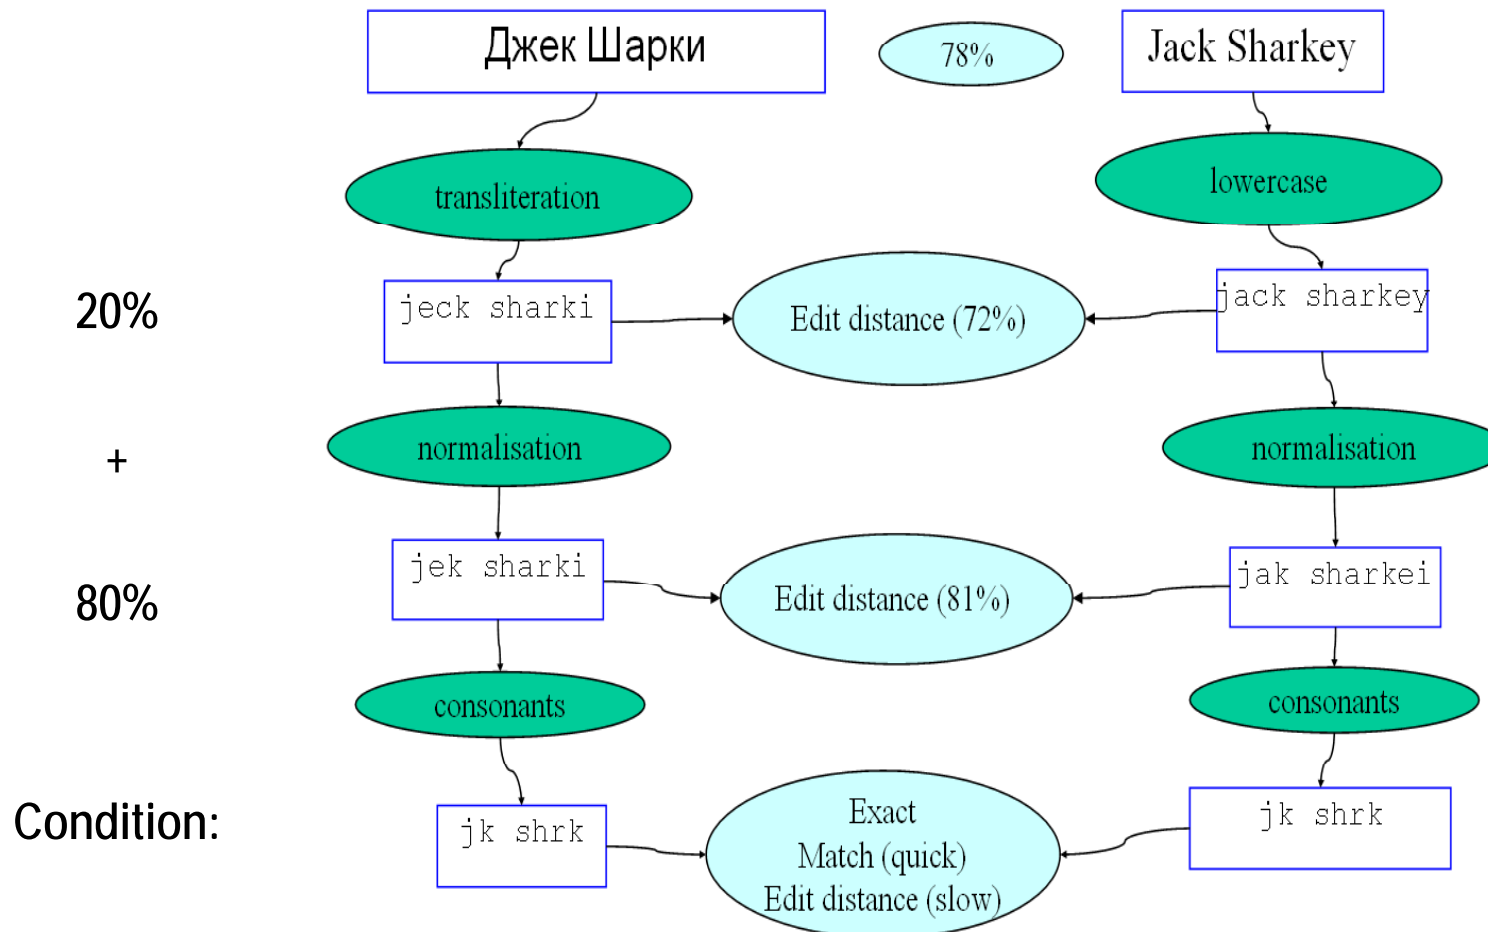 Джек Шарки
78%
Jack Sharkey
transliteration
lowercase
20%
jeck sharki
Edit distance (72%)
jack sharkey
+
normalisation
normalisation
80%
jek sharki
Edit distance (81%)
jak sharkei
consonants
consonants
Condition:
jk shrk
Exact
Match (quick)
Edit distance (slow)
jk shrk